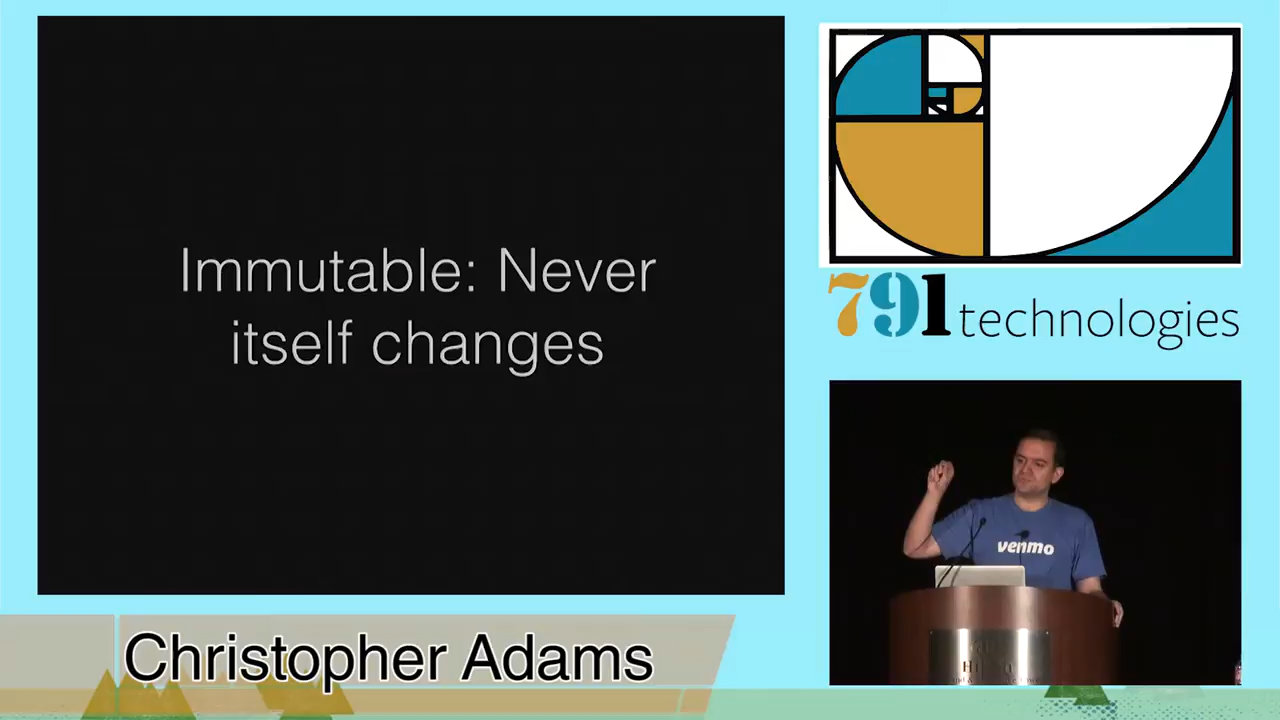 Immutable: Never
itself changes
791 technologies
venmo
Christopher Adams